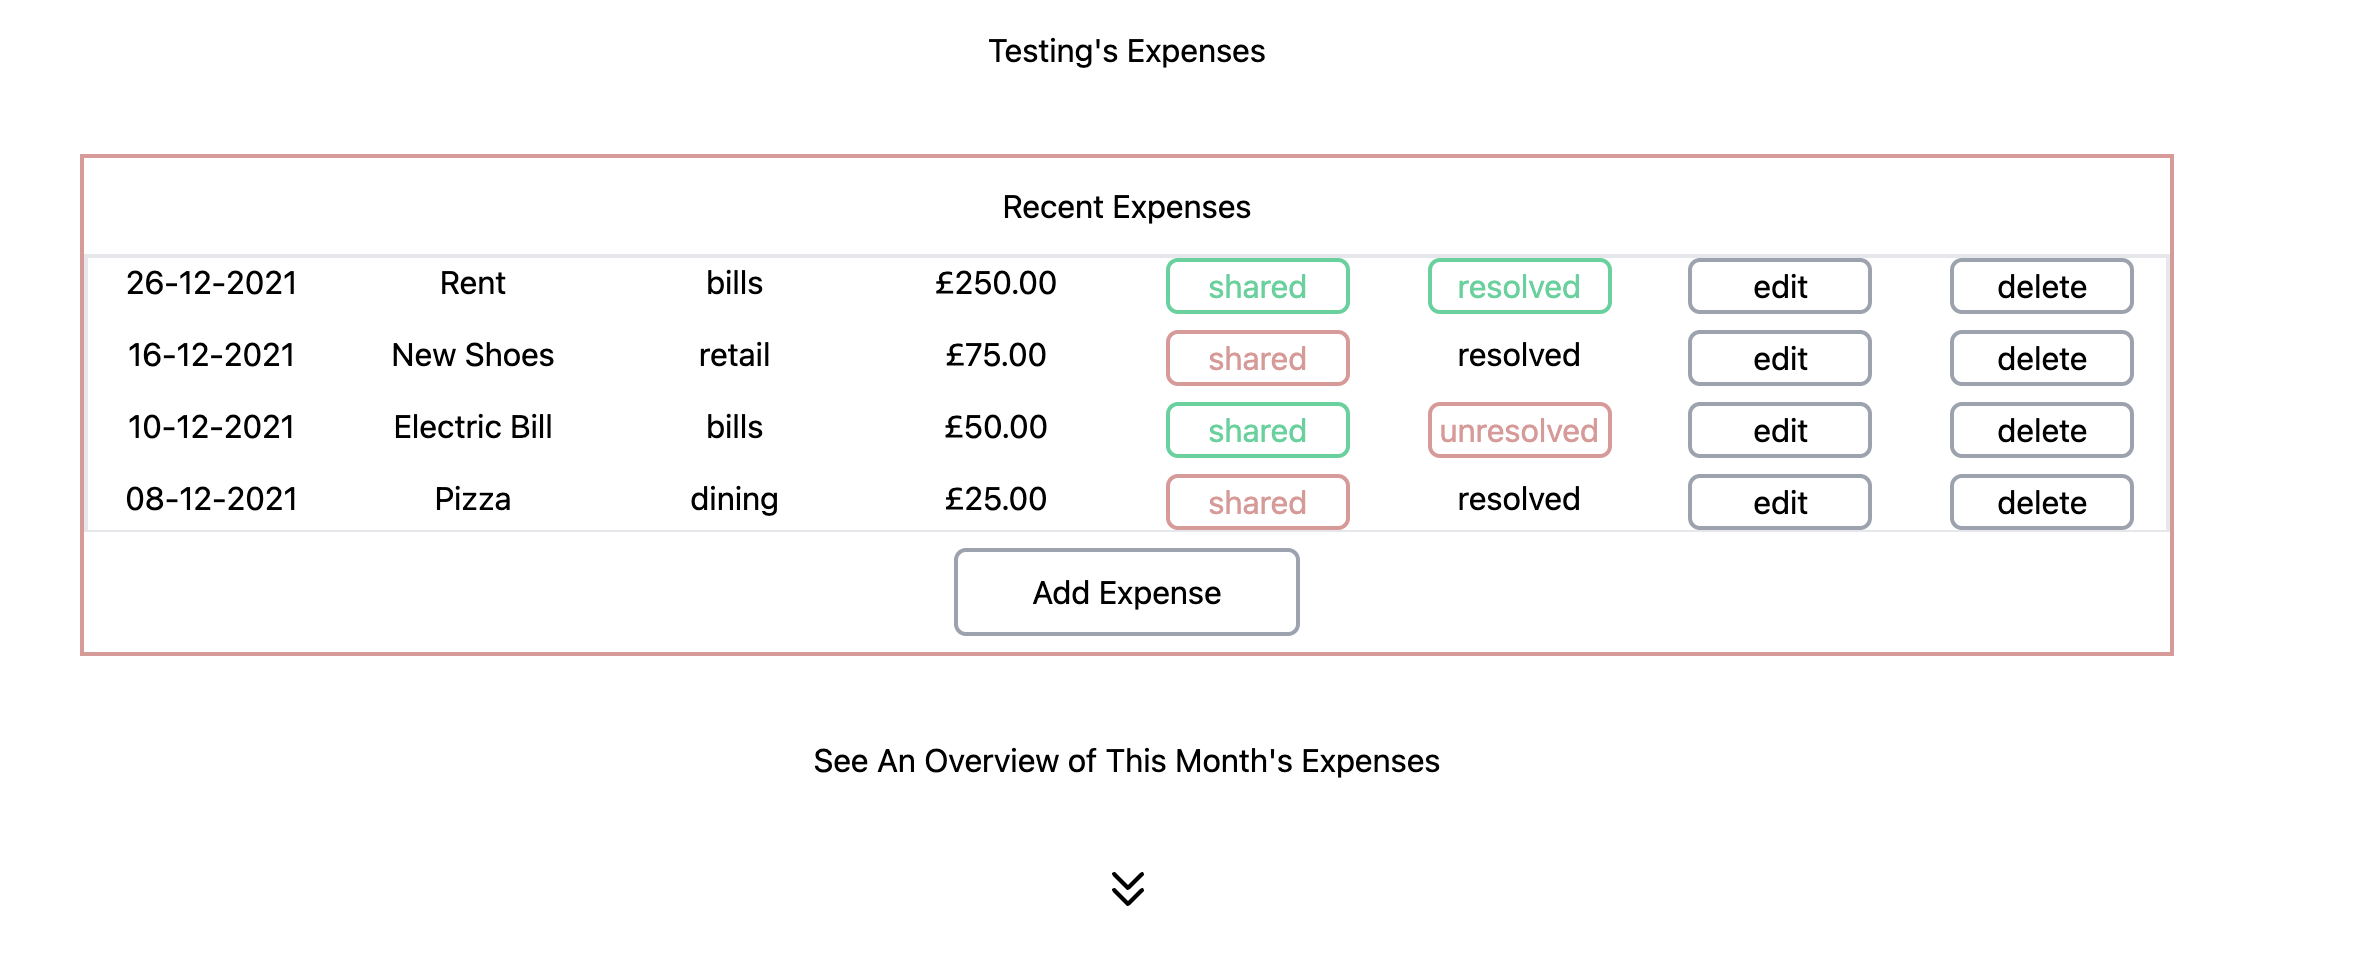 Testing's Expenses
Recent Expenses
26-12-2021 Rent bills £250.00 shared resolved edit delete
16-12-2021 New Shoes retail £75.00 shared resolved edit delete
10-12-2021 Electric Bill bills £50.00 shared unresolved edit delete
08-12-2021 Pizza dining £25.00 shared resolved edit delete
Add Expense
See An Overview of This Month's Expenses